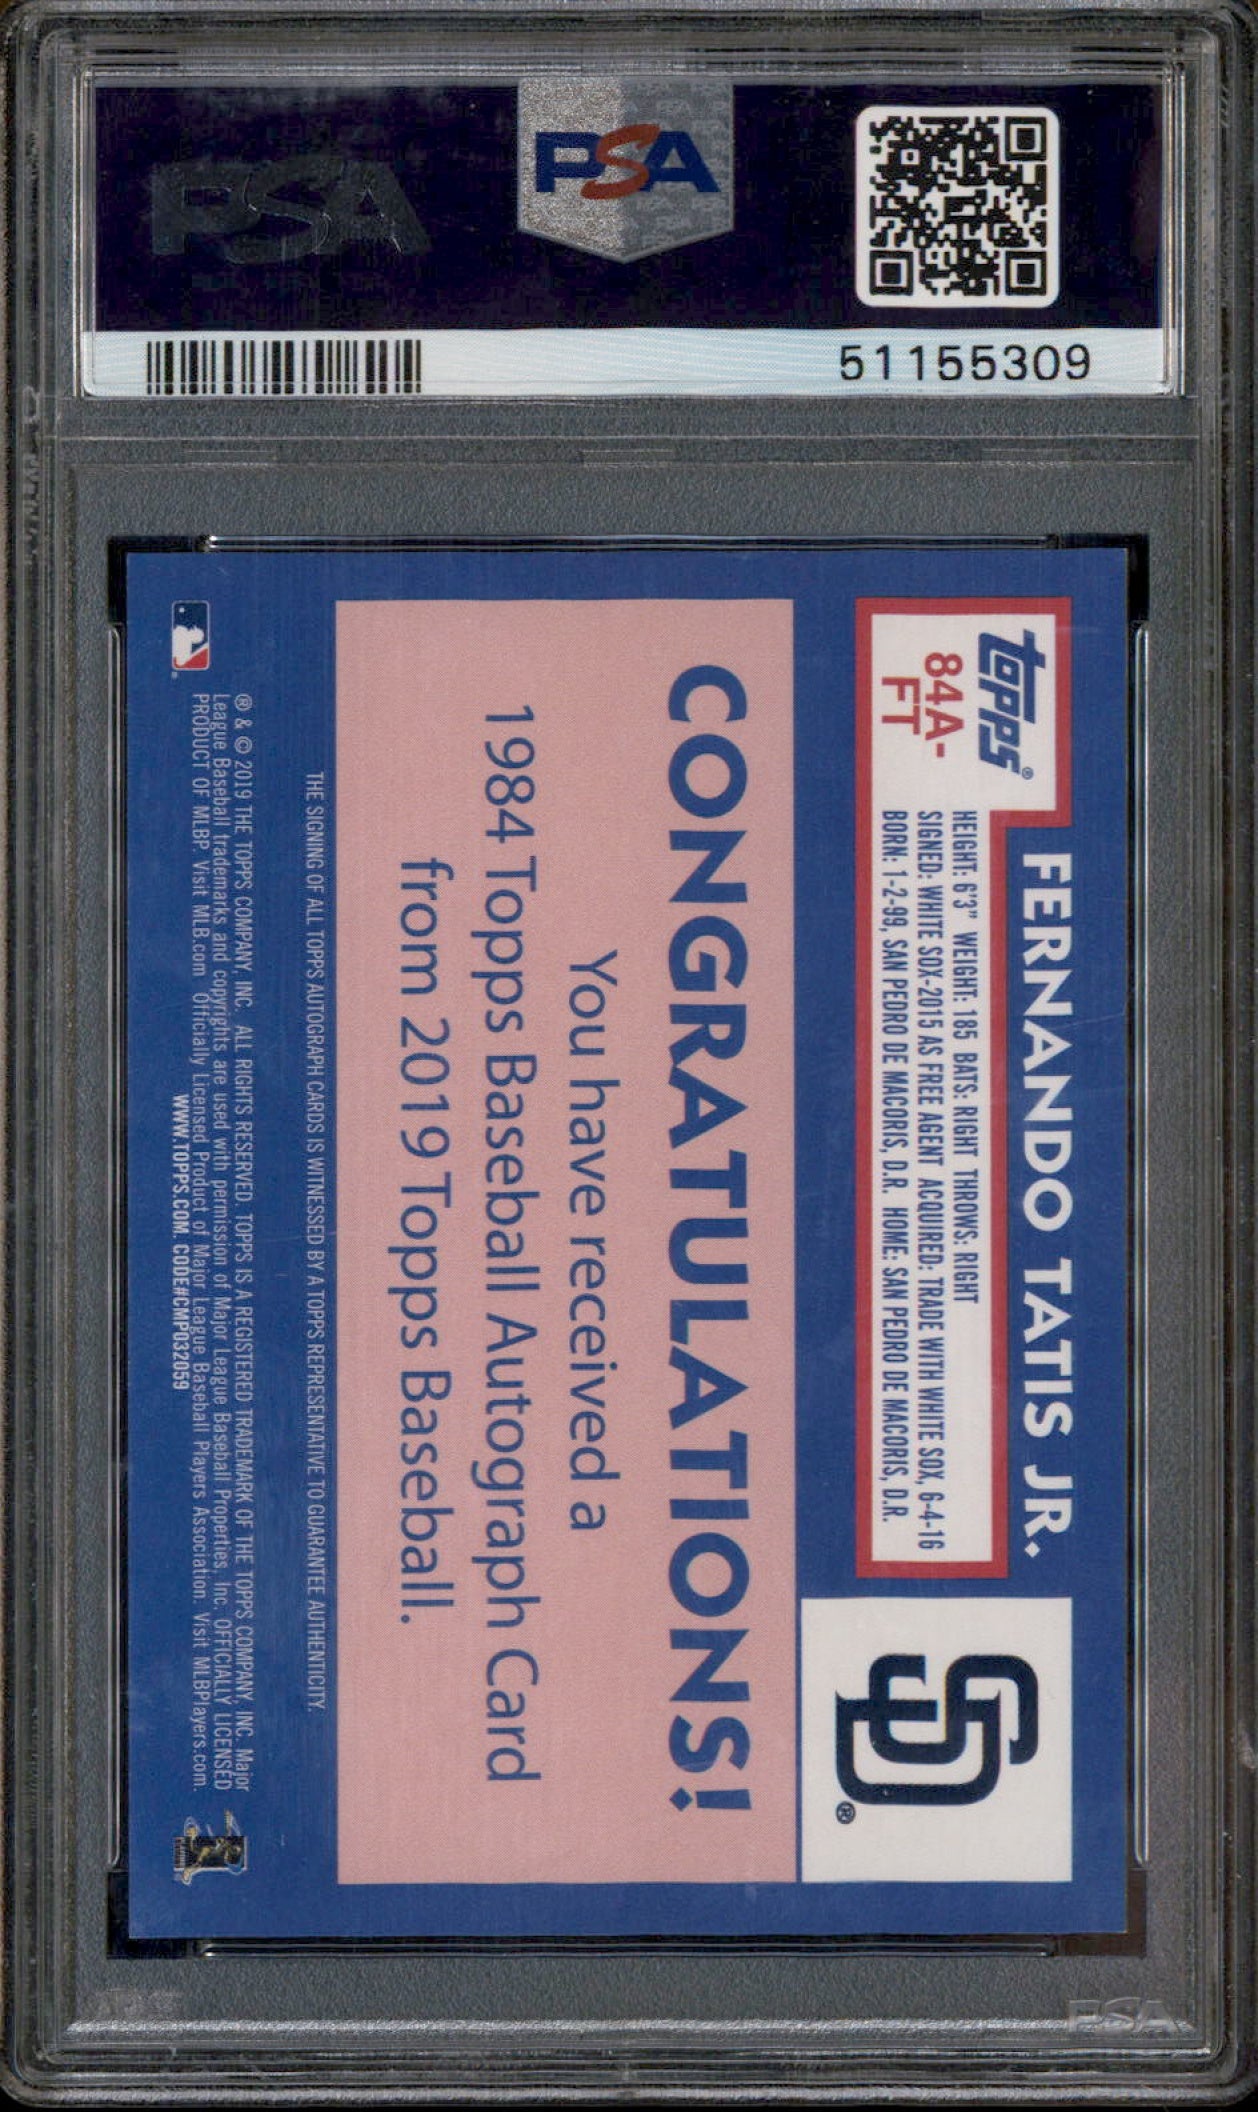 PSA
PSA
51155309
topps®
84A-
FT
FERNANDO TATIS JR.
HEIGHT: 6'3" WEIGHT: 185 BATS: RIGHT THROWS: RIGHT
SIGNED: WHITE SOX-2015 AS FREE AGENT ACQUIRED: TRADE WITH WHITE SOX, 6-4-16
BORN: 1-2-99, SAN PEDRO DE MACORIS, D.R. HOME: SAN PEDRO DE MACORIS, D.R.
SD®
CONGRATULATIONS!
You have received a
1984 Topps Baseball Autograph Card
from 2019 Topps Baseball.
THE SIGNING OF ALL TOPPS AUTOGRAPH CARDS IS WITNESSED BY A TOPPS REPRESENTATIVE TO GUARANTEE AUTHENTICITY.
® & © 2019 THE TOPPS COMPANY, INC. ALL RIGHTS RESERVED. TOPPS IS A REGISTERED TRADEMARK OF THE TOPPS COMPANY, INC. Major
League Baseball trademarks and copyrights are used with permission of Major League Baseball Properties, Inc. OFFICIALLY LICENSED
PRODUCT OF MLBP. Visit MLB.com Officially Licensed Product of Major League Baseball Players Association. Visit MLBPlayers.com.
WWW.TOPPS.COM. CODE#CMP032059
PSA